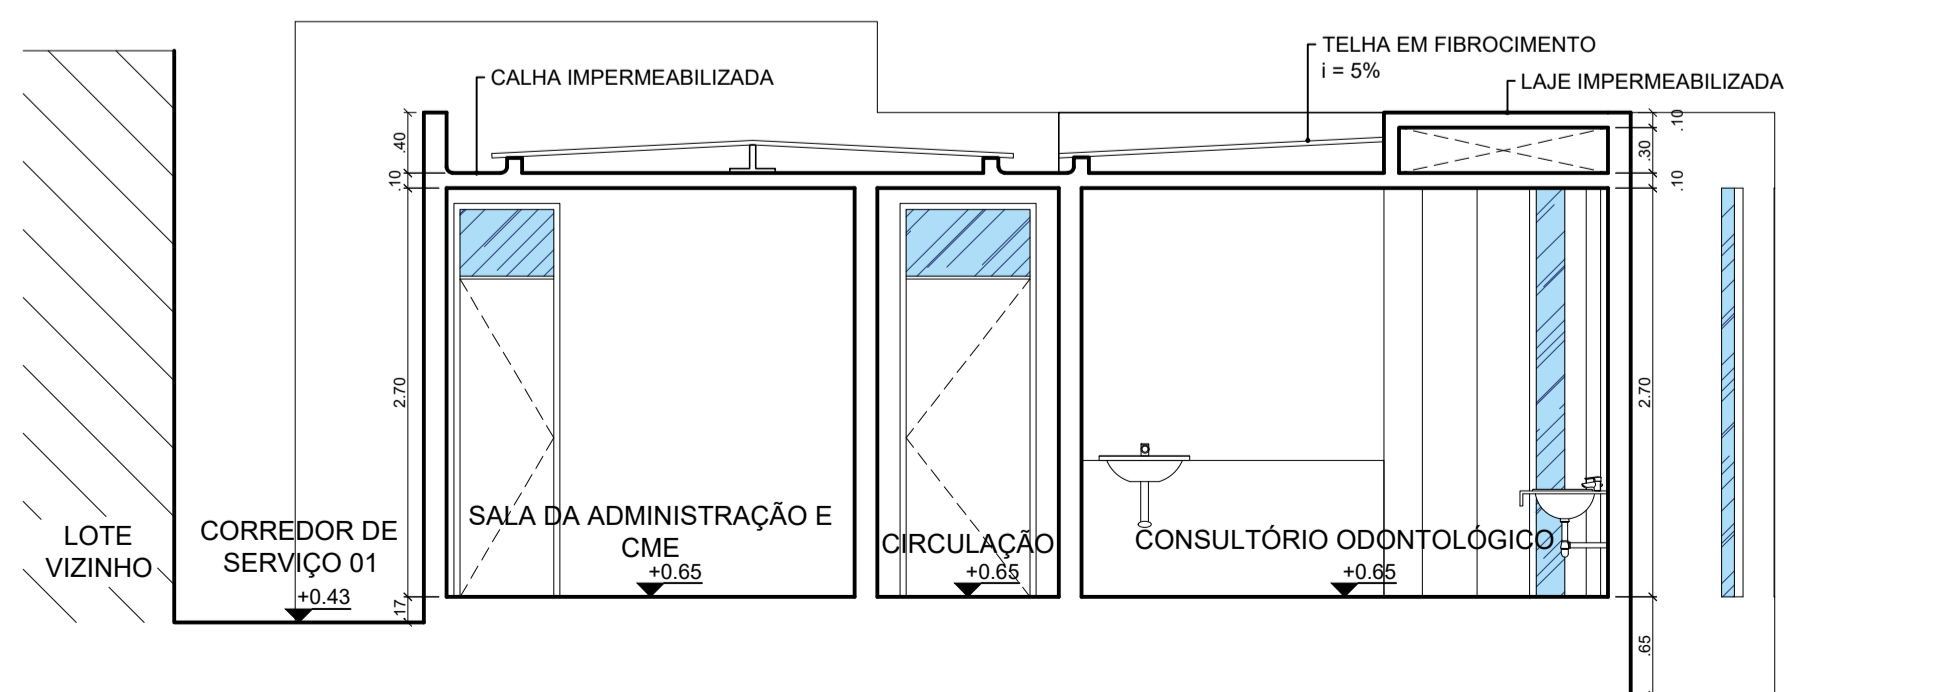 TELHA EM FIBROCIMENTO
i = 5%
CALHA IMPERMEABILIZADA
LAJE IMPERMEABILIZADA
.40
.10
2.70
.17
.10
.30
.10
2.70
.65
LOTE
VIZINHO
CORREDOR DE
SERVIÇO 01
+0.43
SALA DA ADMINISTRAÇÃO E
CME
+0.65
CIRCULAÇÃO
+0.65
CONSULTÓRIO ODONTOLÓGICO
+0.65